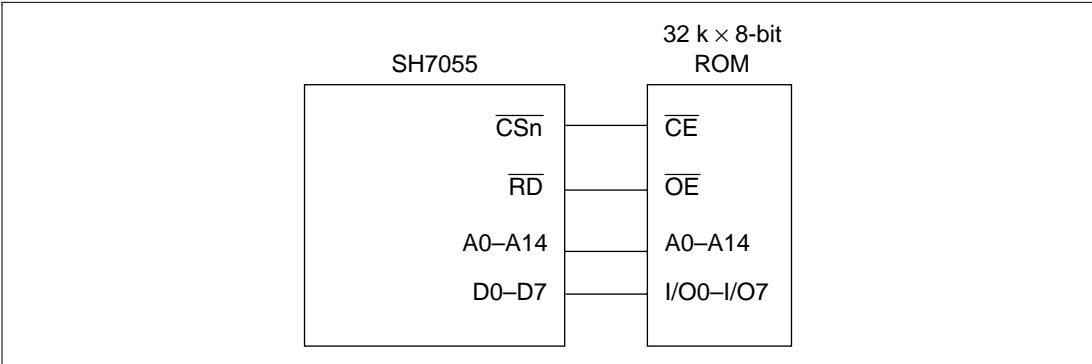 32 k × 8-bit
SH7055 ROM
CSn CE
RD OE
A0–A14 A0–A14
D0–D7 I/O0–I/O7